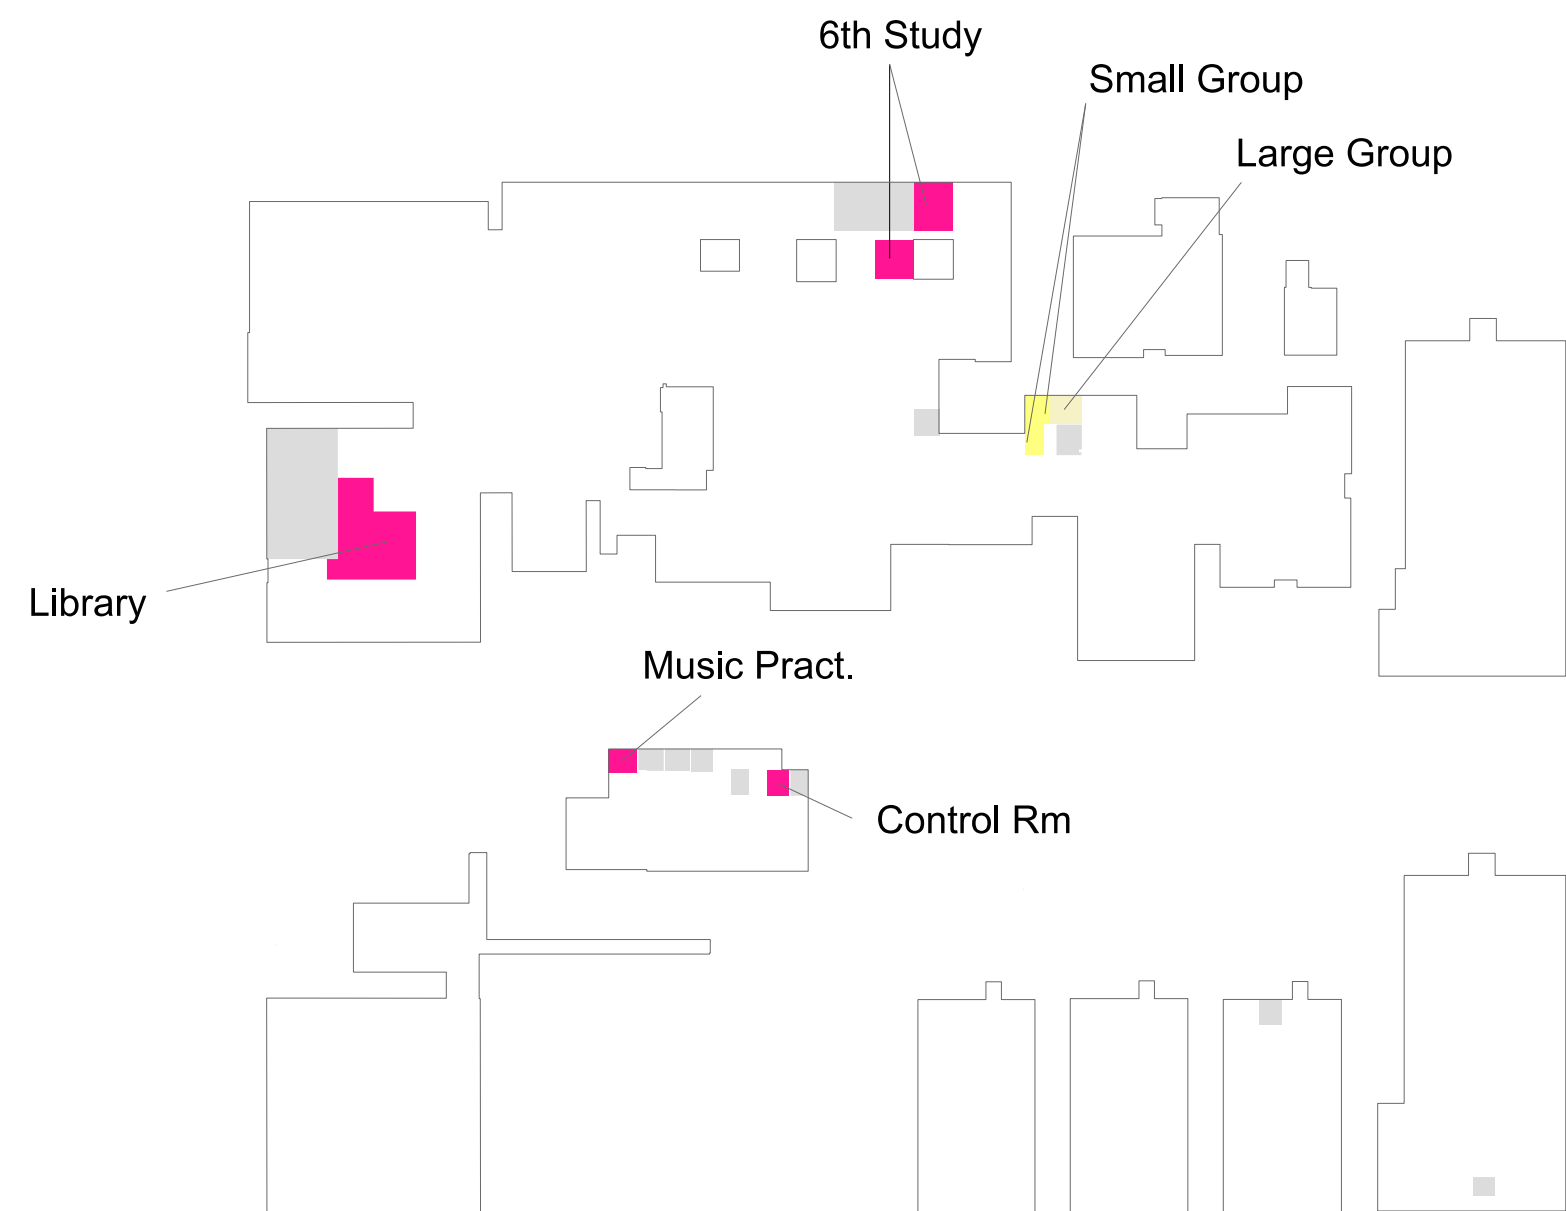 6th Study
Small Group
Large Group
Library
Music Pract.
Control Rm